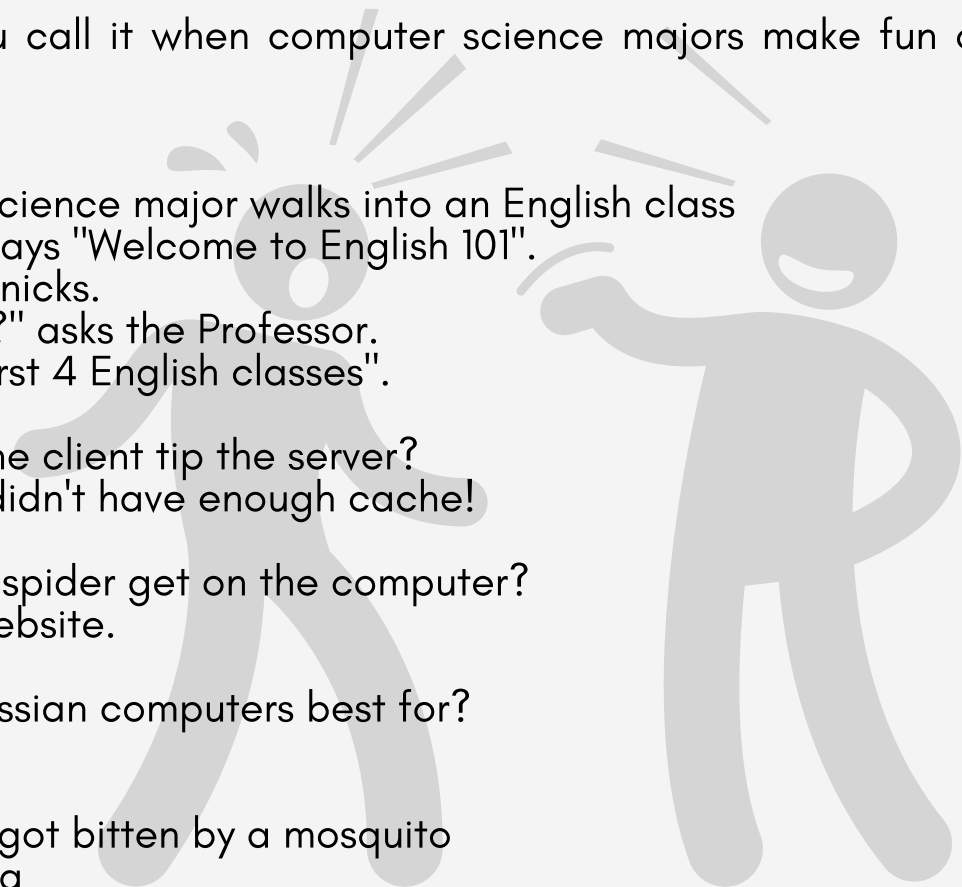 u call it when computer science majors make fun
cience major walks into an English class
ays "Welcome to English 101".
nicks.
?" asks the Professor.
rst 4 English classes".
ne client tip the server?
didn't have enough cache!
spider get on the computer?
ebsite.
ssian computers best for?
got bitten by a mosquito